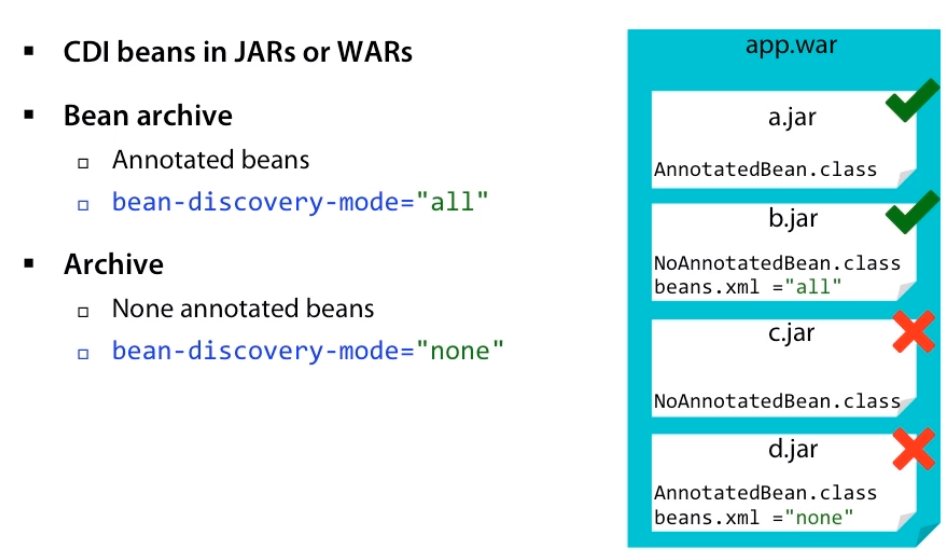 CDI beans in JARs or WARs
Bean archive
Annotated beans
bean-discovery-mode="all"
Archive
None annotated beans
bean-discovery-mode="none"
app.war
a.jar
AnnotatedBean.class
b.jar
NoAnnotatedBean.class
beans.xml ="all"
c.jar
NoAnnotatedBean.class
d.jar
AnnotatedBean.class
beans.xml ="none"